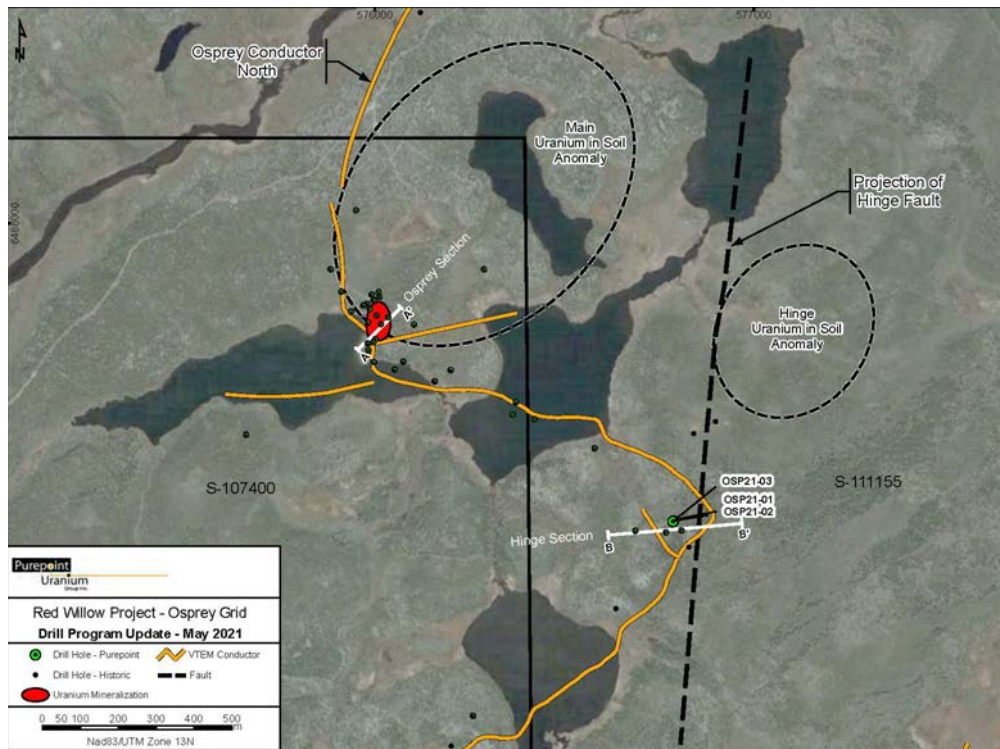 576000
577000
N
Osprey Conductor
North
Main
Uranium in Soil
Anomaly
Projection of
Hinge Fault
6480000
Osprey Section
A'
A
Hinge
Uranium in Soil
Anomaly
S-107400
S-111155
OSP21-03
OSP21-01
OSP21-02
Hinge Section
B
B'
Purepoint
Uranium
Group Inc.
Red Willow Project - Osprey Grid
Drill Program Update - May 2021
Drill Hole - Purepoint
VTEM Conductor
Drill Hole - Historic
Fault
Uranium Mineralization
0 50 100 200 300 400 500
m
Nad83/UTM Zone 13N